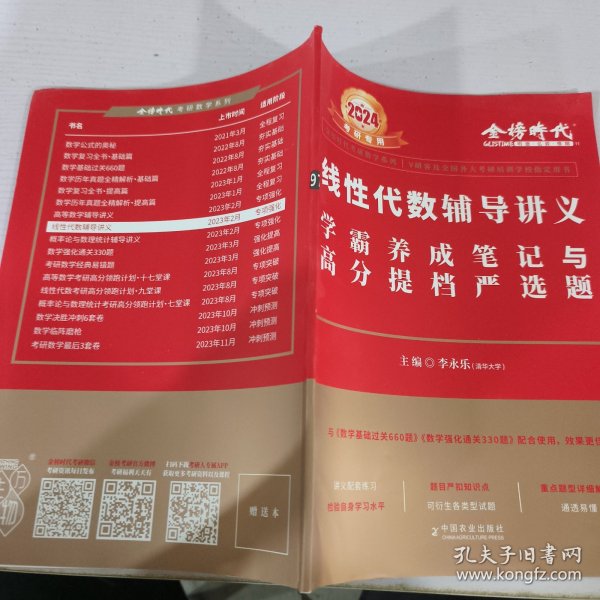 金榜时代 考研数学系列
书名 上市时间 适用阶段
数学公式的奥秘 2021年3月 全程复习
数学复习全书·基础篇 2022年8月 夯实基础
数学基础过关660题 2022年8月 夯实基础
数学历年真题全精解析·基础篇 2022年8月 夯实基础
数学复习全书·提高篇 2023年1月 全程复习
数学历年真题全精解析·提高篇 2023年1月 全程复习
高等数学辅导讲义 2023年2月 专项强化
线性代数辅导讲义 2023年2月 专项强化
概率论与数理统计辅导讲义 2023年2月 专项强化
数学强化通关330题 2023年3月 强化提高
考研数学经典易错题 2023年3月 强化提高
高等数学考研高分领跑计划·十七堂课 2023年8月 专项突破
线性代数考研高分领跑计划·九堂课 2023年8月 专项突破
概率论与数理统计考研高分领跑计划·七堂课 2023年8月 专项突破
数学决胜冲刺6套卷 2023年10月 冲刺预测
数学临阵磨枪 2023年10月 冲刺预测
考研数学最后3套卷 2023年11月 冲刺预测
赠送本
2024
考研专用
金榜时代
GLISTIME
线性代数辅导讲义
学霸养成笔记与
高分提档严选题
主编◎李永乐(清华大学)
与《数学基础过关660题》《数学强化通关330题》配合使用，效果更佳
讲义配套练习
检验自身学习水平
题目严扣知识点
可衍生各类型试题
重点题型详细解
通透易懂
中国农业出版社
CHINA AGRICULTURE PRESS
孔夫子旧书网
www.kongfz.com